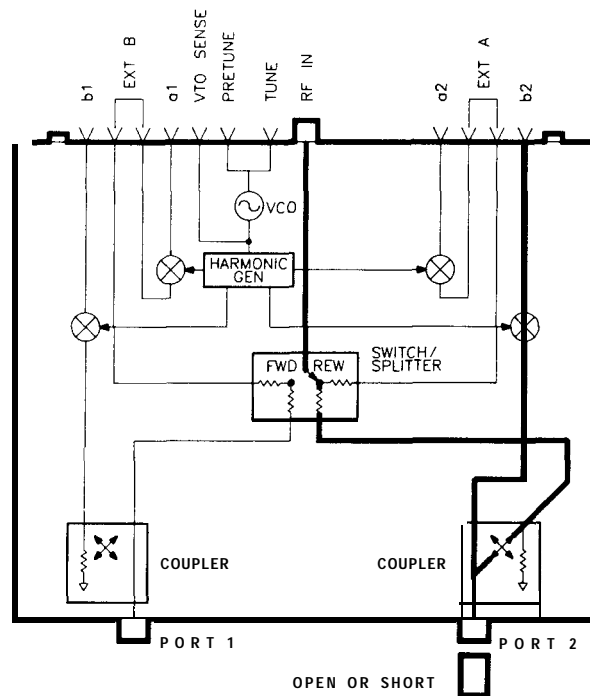 b1
EXT B
a1
VTO SENSE
PRETUNE
TUNE
RF IN
a2
EXT A
b2
VCO
HARMONIC
GEN
FWD REW
SWITCH/
SPLITTER
COUPLER
COUPLER
PORT 1
PORT 2
OPEN OR SHORT